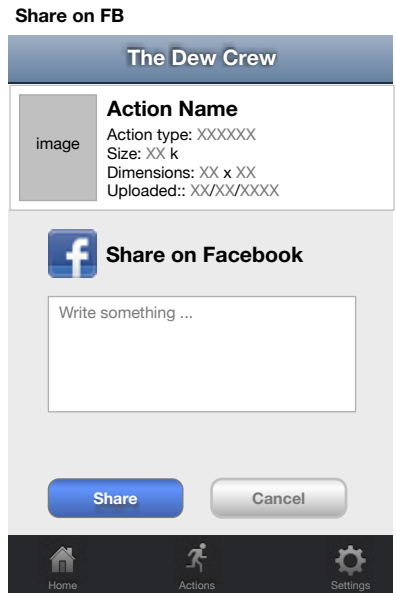 Share on FB
The Dew Crew
image
Action Name
Action type: XXXXXX
Size: XX k
Dimensions: XX x XX
Uploaded:: XX/XX/XXXX
f
Share on Facebook
Write something ...
Share
Cancel
Home
Actions
Settings